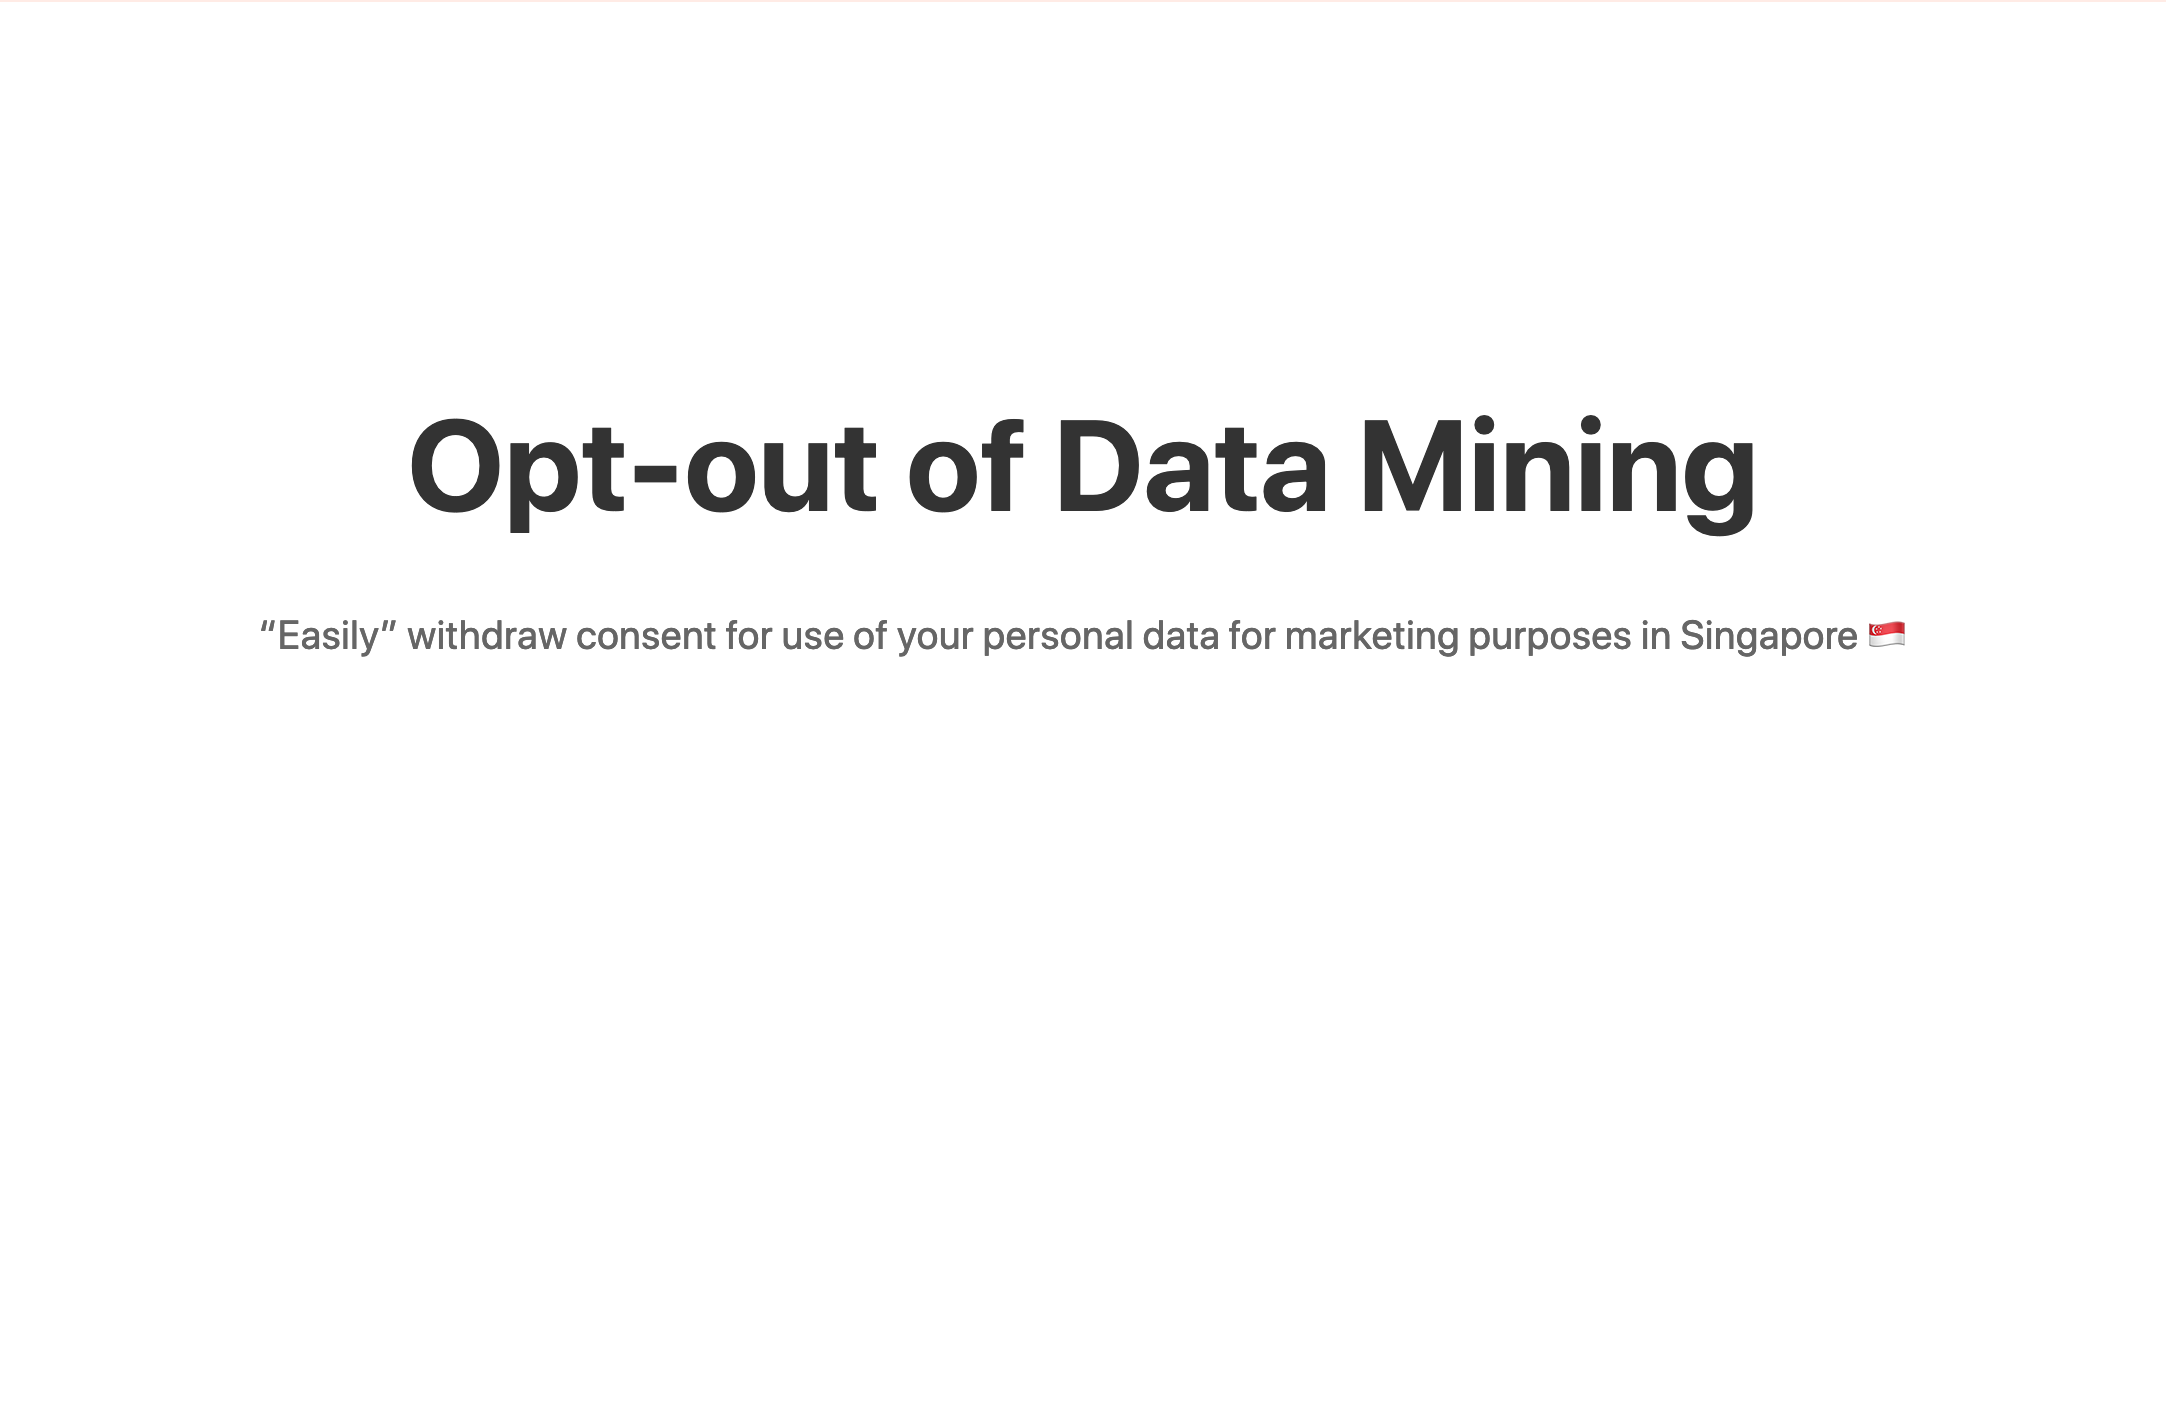 Opt-out of Data Mining
“Easily” withdraw consent for use of your personal data for marketing purposes in Singapore 🇸🇬